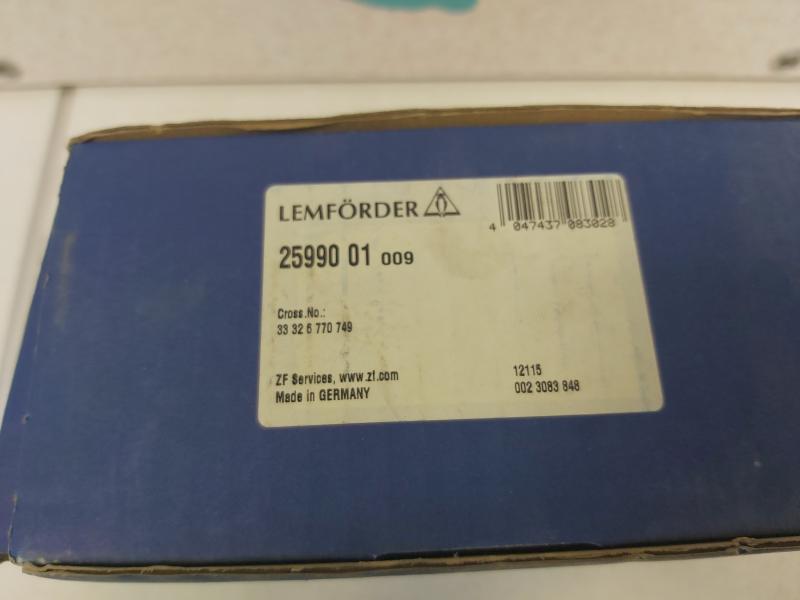 LEMFÖRDER
4 047437 083028
25990 01 009
Cross.No.:
33 32 6 770 749
ZF Services, www.zf.com
Made in GERMANY
12115
002 3083 848